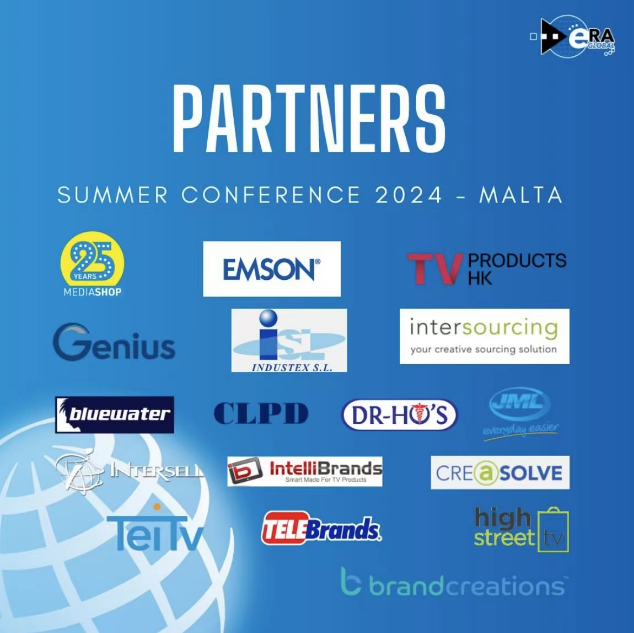 eRA
GLOBAL
PARTNERS
SUMMER CONFERENCE 2024 - MALTA
25
YEARS
MEDIASHOP
EMSON®
TV PRODUCTS
HK
Genius
iSL
INDUSTEX S.L.
intersourcing
your creative sourcing solution
bluewater
CLPD
DR-HO'S
JML
everyday easier
INTERSELL
IntelliBrands
Smart Made For TV Products
CREaSOLVE
TeiTv
TELEBrands.
high
street tv
brandcreations™